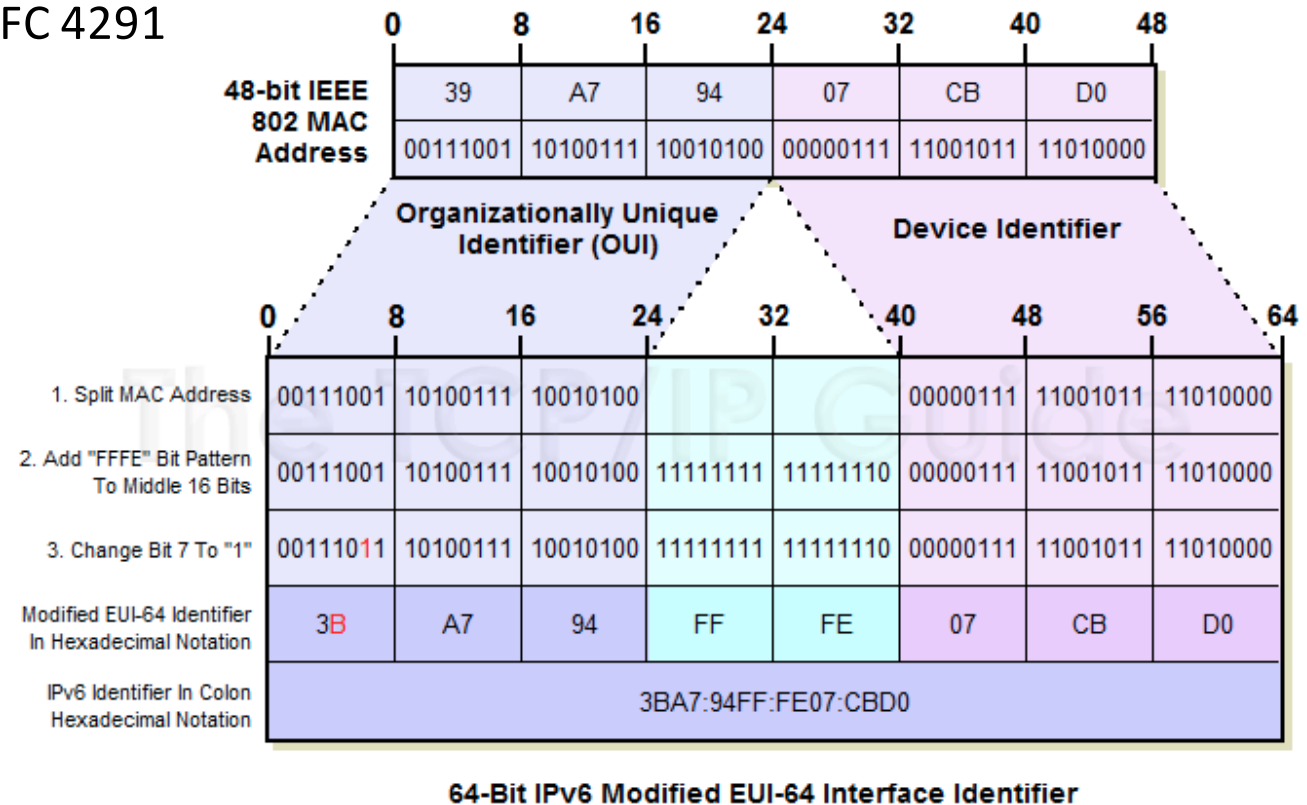 FC 4291
0 8 16 24 32 40 48
48-bit IEEE
802 MAC
Address
39 A7 94 07 CB D0
00111001 10100111 10010100 00000111 11001011 11010000
Organizationally Unique
Identifier (OUI)
Device Identifier
0 8 16 24 32 40 48 56 64
1. Split MAC Address
00111001 10100111 10010100 00000111 11001011 11010000
2. Add "FFFE" Bit Pattern
To Middle 16 Bits
00111001 10100111 10010100 11111111 11111110 00000111 11001011 11010000
3. Change Bit 7 To "1"
00111011 10100111 10010100 11111111 11111110 00000111 11001011 11010000
Modified EUI-64 Identifier
In Hexadecimal Notation
3B A7 94 FF FE 07 CB D0
IPv6 Identifier In Colon
Hexadecimal Notation
3BA7:94FF:FE07:CBD0
The TCP/IP Guide
64-Bit IPv6 Modified EUI-64 Interface Identifier